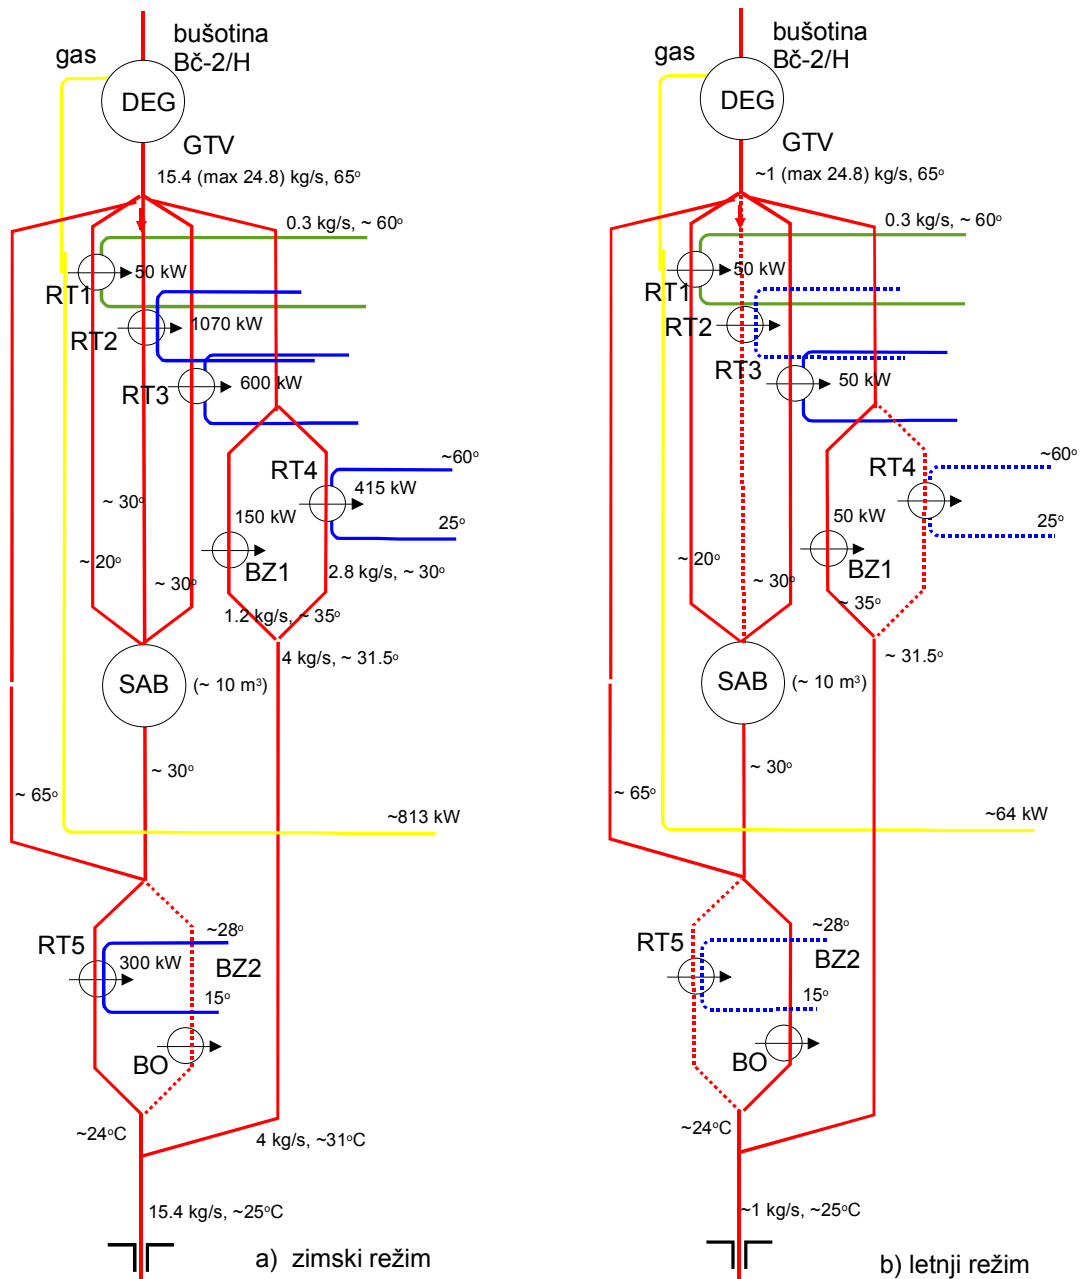 bušotina
Bč-2/H
gas
DEG
GTV
15.4 (max 24.8) kg/s, 65°
0.3 kg/s, ~ 60°
50 kW
RT1
1070 kW
RT2
RT3
600 kW
~60°
RT4
415 kW
~ 30°
150 kW
25°
~20°
BZ1
2.8 kg/s, ~ 30°
~ 30°
1.2 kg/s, ~ 35°
4 kg/s, ~ 31.5°
SAB
(~ 10 m³)
~ 30°
~ 65°
~813 kW
~28°
RT5
300 kW
BZ2
15°
BO
~24°C
4 kg/s, ~31°C
15.4 kg/s, ~25°C
a) zimski režim
bušotina
Bč-2/H
gas
DEG
GTV
~1 (max 24.8) kg/s, 65°
0.3 kg/s, ~ 60°
50 kW
RT1
RT2
RT3
50 kW
~60°
RT4
50 kW
25°
~20°
BZ1
~ 30°
~ 35°
~ 31.5°
SAB
(~ 10 m³)
~ 30°
~ 65°
~64 kW
~28°
RT5
BZ2
15°
BO
~24°C
~1 kg/s, ~25°C
b) letnji režim